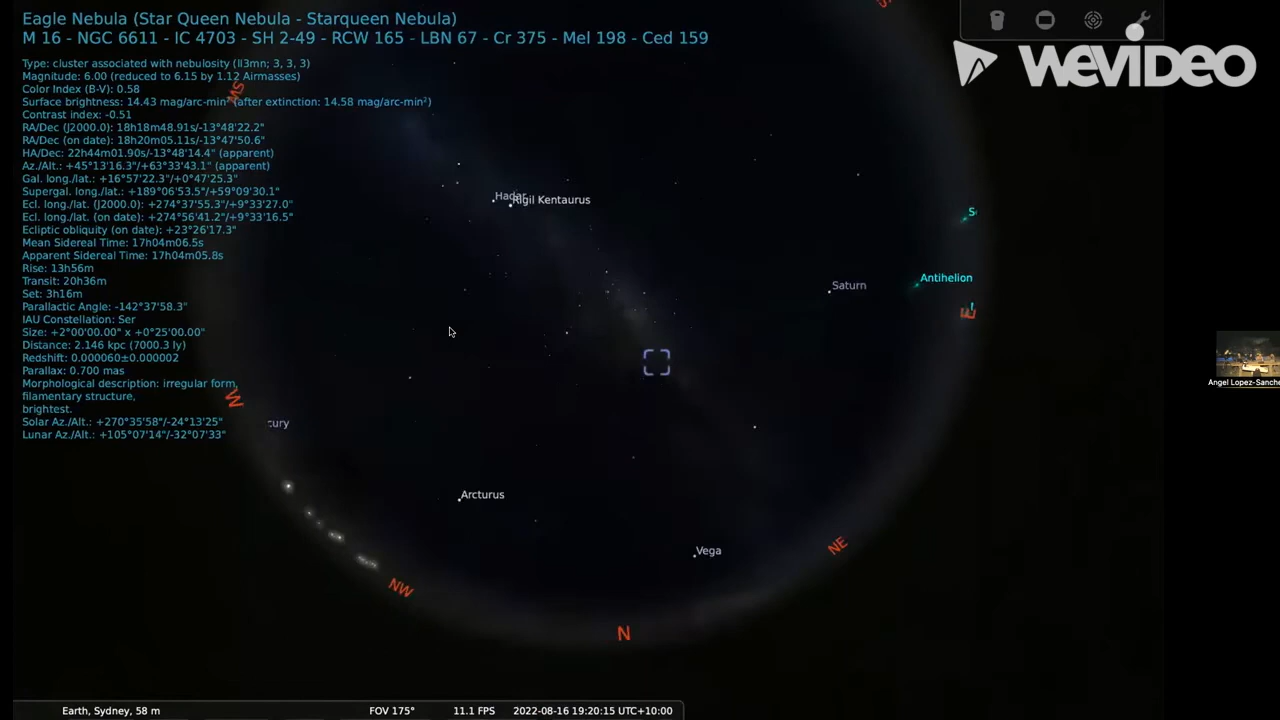 Eagle Nebula (Star Queen Nebula - Starqueen Nebula)
M 16 - NGC 6611 - IC 4703 - SH 2-49 - RCW 165 - LBN 67 - Cr 375 - Mel 198 - Ced 159
WEVIDEO
Type: cluster associated with nebulosity (II3mn; 3, 3, 3)
Magnitude: 6.00 (reduced to 6.15 by 1.12 Airmasses)
Color Index (B-V): 0.58
SW
Surface brightness: 14.43 mag/arc-min² (after extinction: 14.58 mag/arc-min²)
Contrast index: -0.51
RA/Dec (J2000.0): 18h18m48.91s/-13°48'22.2"
RA/Dec (on date): 18h20m05.11s/-13°47'50.6"
HA/Dec: 22h44m01.90s/-13°48'14.4" (apparent)
Az./Alt.: +45°13'16.3"/+63°33'43.1" (apparent)
Gal. long./lat.: +16°57'22.3"/+0°47'25.3"
Supergal. long./lat.: +189°06'53.5"/+59°09'30.1"
Ecl. long./lat. (J2000.0): +274°37'55.3"/+9°33'27.0"
Ecl. long./lat. (on date): +274°56'41.2"/+9°33'16.5"
Ecliptic obliquity (on date): +23°26'17.3"
Mean Sidereal Time: 17h04m06.5s
Apparent Sidereal Time: 17h04m05.8s
Rise: 13h56m
Transit: 20h36m
Set: 3h16m
Parallactic Angle: -142°37'58.3"
IAU Constellation: Ser
Size: +2°00'00.00" x +0°25'00.00"
Distance: 2.146 kpc (7000.3 ly)
Redshift: 0.000060±0.000002
Parallax: 0.700 mas
Morphological description: irregular form,
filamentary structure,
brightest.
Solar Az./Alt.: +270°35'58"/-24°13'25"
Lunar Az./Alt.: +105°07'14"/-32°07'33"
Hadar
Rigil Kentaurus
Antihelion
Saturn
E
Angel Lopez-Sanche
W
cury
Arcturus
Vega
NE
NW
N
Earth, Sydney, 58 m FOV 175° 11.1 FPS 2022-08-16 19:20:15 UTC+10:00